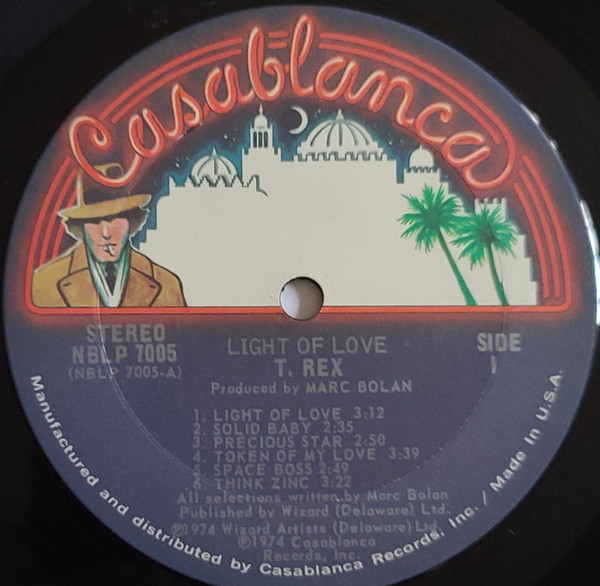 Casablanca
STEREO
NBLP 7005
(NBLP 7005-A)
LIGHT OF LOVE
T. REX
Produced by MARC BOLAN
SIDE
1
1. LIGHT OF LOVE 3:12
2. SOLID BABY 2:35
3. PRECIOUS STAR 2:50
4. TOKEN OF MY LOVE 3:39
5. SPACE BOSS 2:49
6. THINK ZINC 3:22
All selections written by Marc Bolan
Published by Wizard (Delaware) Ltd.
℗1974 Wizard Artists (Delaware) Ltd.
©℗1974 Casablanca
Records, Inc.
Manufactured and distributed by Casablanca Records, Inc. / Made In U.S.A.